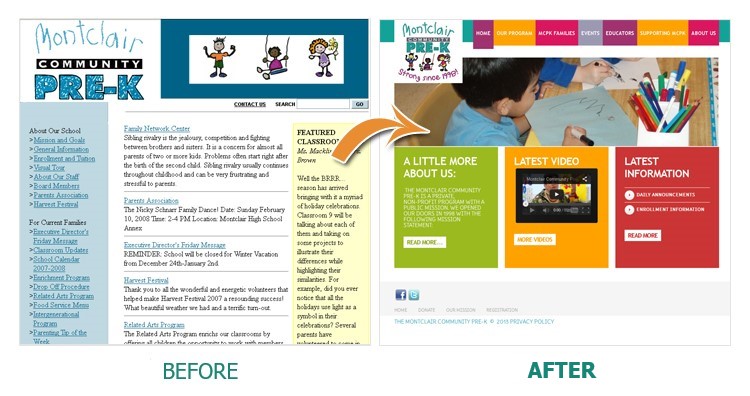 Montclair
COMMUNITY
PRE-K
CONTACT US SEARCH GO
About Our School
>Mission and Goals
>General Information
>Enrollment and Tuition
>Visual Tour
>About Our Staff
>Board Members
>Parents Association
>Harvest Festival
For Current Families
>Executive Director's
Friday Message
>Classroom Updates
>School Calendar
2007-2008
>Enrichment Program
>Drop Off Procedure
>Related Arts Program
>Food Service Menu
>Intergenerational
Program
>Parenting Tip of the
Week
Family Network Center
Sibling rivalry is the jealousy, competition and fighting
between brothers and sisters. It is a concern for almost all
parents of two or more kids. Problems often start right after
the birth of the second child. Sibling rivalry usually continues
throughout childhood and can be very frustrating and
stressful to parents.
Parents Association
The Nicky Schnarr Family Dance! Date: Sunday February
10, 2008 Time: 2-4 PM Location: Montclair High School
Annex
Executive Director's Friday Message
REMINDER: School will be closed for Winter Vacation
from December 24th-January 2nd.
Harvest Festival
Thank you to all the wonderful and energetic volunteers that
helped make Harvest Festival 2007 a resounding success!
What beautiful weather we had and a terrific turn-out.
Related Arts Program
The Related Arts Program enriches our classrooms by
offering all children the opportunity to work with members
FEATURED
CLASSROOM
Ms.
Brown
Well the BRRR...
season has arrived
bringing with it a myriad
of holiday celebrations.
Classroom 9 will be
talking about each of
them and taking on
some projects to
illustrate their
differences while
highlighting their
similarities. For
example, did you ever
notice that all the
holidays use light as a
symbol in their
celebrations? Several
parents have
volunteered to come in
BEFORE
Montclair
COMMUNITY
PRE-K
Strong since 1996!
HOME OUR PROGRAM MCPK FAMILIES EVENTS EDUCATORS SUPPORTING MCPK ABOUT US
A LITTLE MORE
ABOUT US:
THE MONTCLAIR COMMUNITY
PRE-K IS A PRIVATE,
NON-PROFIT PROGRAM WITH A
PUBLIC MISSION. WE OPENED
OUR DOORS IN 1996 WITH THE
FOLLOWING MISSION
STATEMENT:
READ MORE...
LATEST VIDEO
Montclair Community Pre-K
MORE VIDEOS
LATEST
INFORMATION
DAILY ANNOUNCEMENTS
ENROLLMENT INFORMATION
READ MORE
HOME DONATE OUR MISSION REGISTRATION
THE MONTCLAIR COMMUNITY PRE-K © 2013 PRIVACY POLICY
AFTER